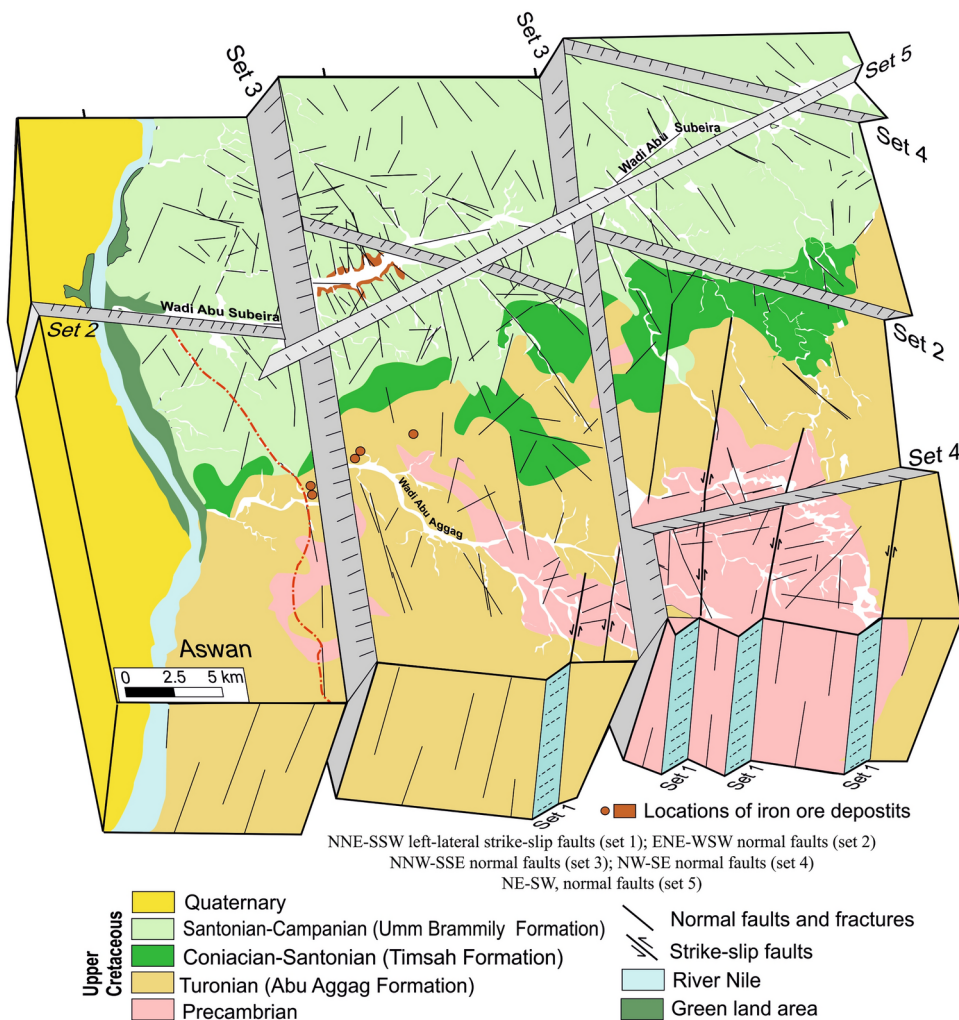 Set 3
Set 3
Set 5
Set 4
Wadi Abu Subeira
Set 2
Wadi Abu Subeira
Set 2
Set 4
Wadi Abu Aggag
Aswan
0 2.5 5 km
Set 1
Set 1
Set 1
Set 1
Locations of iron ore depostits
NNE-SSW left-lateral strike-slip faults (set 1); ENE-WSW normal faults (set 2)
NNW-SSE normal faults (set 3); NW-SE normal faults (set 4)
NE-SW, normal faults (set 5)
Upper Cretaceous
Quaternary
Santonian-Campanian (Umm Brammily Formation)
Coniacian-Santonian (Timsah Formation)
Turonian (Abu Aggag Formation)
Precambrian
Normal faults and fractures
Strike-slip faults
River Nile
Green land area